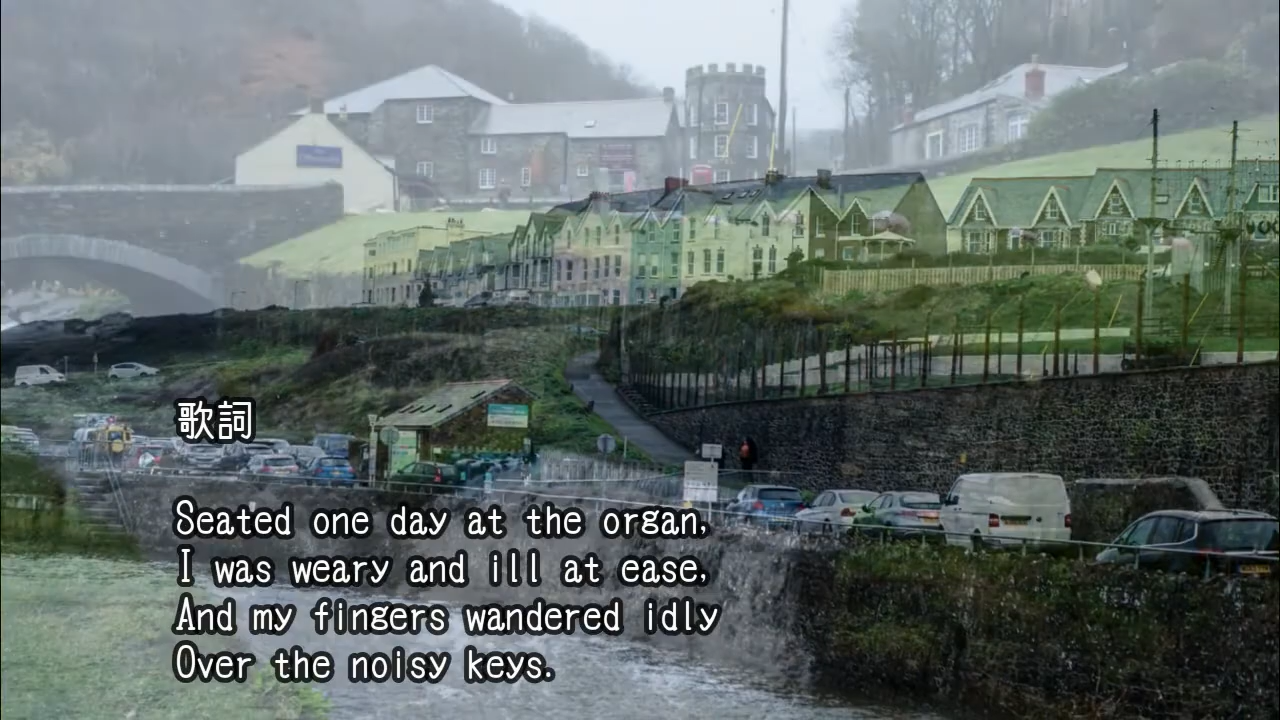 歌詞
Seated one day at the organ,
I was weary and ill at ease,
And my fingers wandered idly
Over the noisy keys.